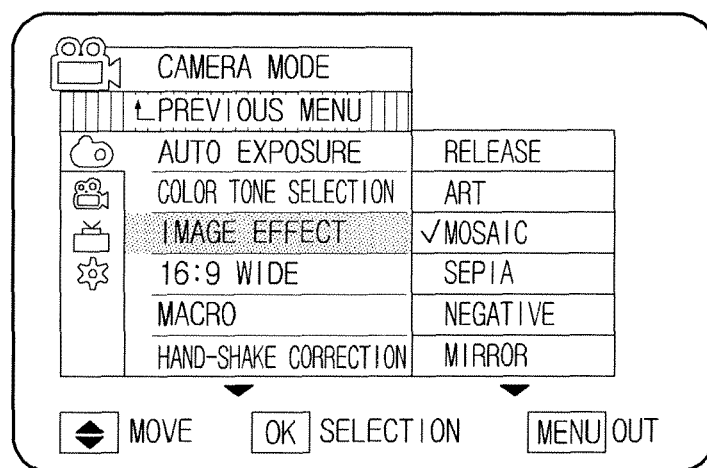 CAMERA MODE
PREVIOUS MENU
AUTO EXPOSURE RELEASE
COLOR TONE SELECTION ART
IMAGE EFFECT ✓MOSAIC
16:9 WIDE SEPIA
MACRO NEGATIVE
HAND-SHAKE CORRECTION MIRROR
MOVE OK SELECTION MENU OUT